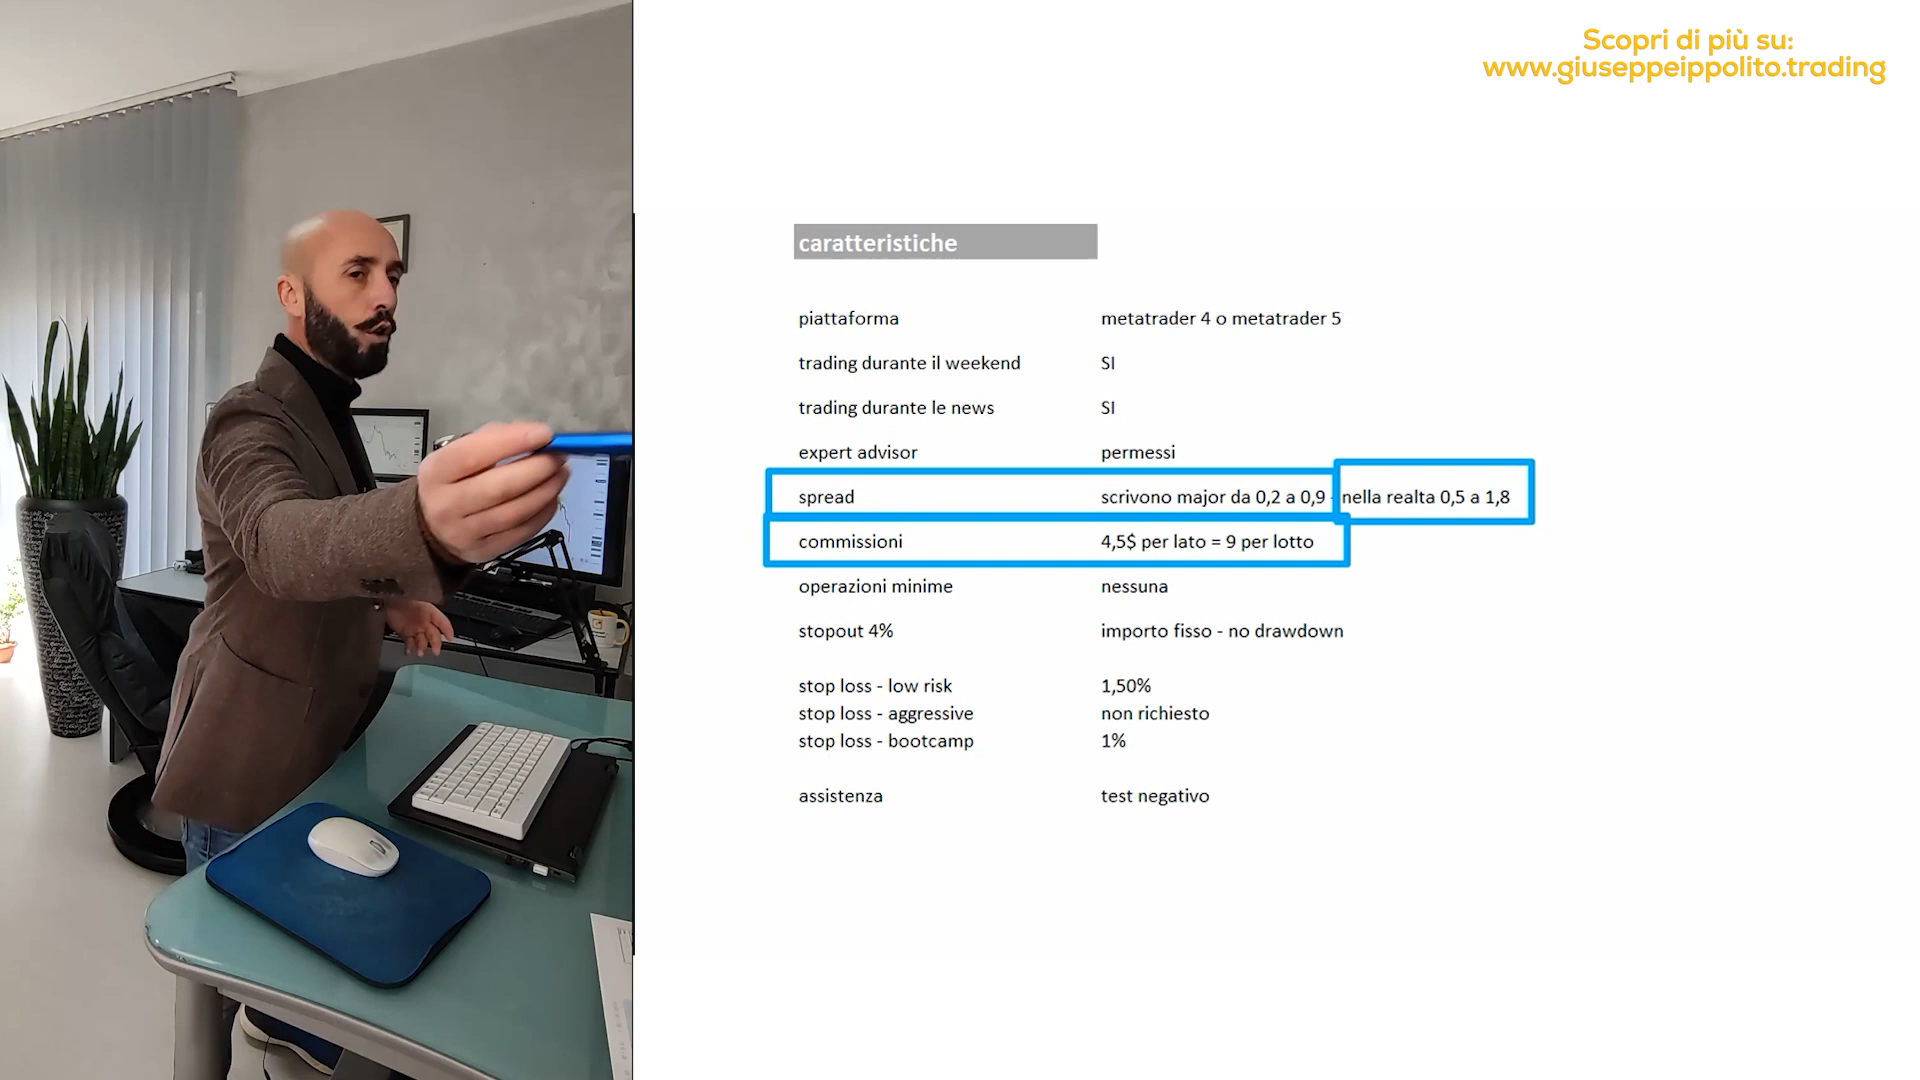 Scopri di più su:
www.giuseppeippolito.trading
caratteristiche
piattaforma metatrader 4 o metatrader 5
trading durante il weekend SI
trading durante le news SI
expert advisor permessi
spread scrivono major da 0,2 a 0,9 - nella realta 0,5 a 1,8
commissioni 4,5$ per lato = 9 per lotto
operazioni minime nessuna
stopout 4% importo fisso - no drawdown
stop loss - low risk 1,50%
stop loss - aggressive non richiesto
stop loss - bootcamp 1%
assistenza test negativo